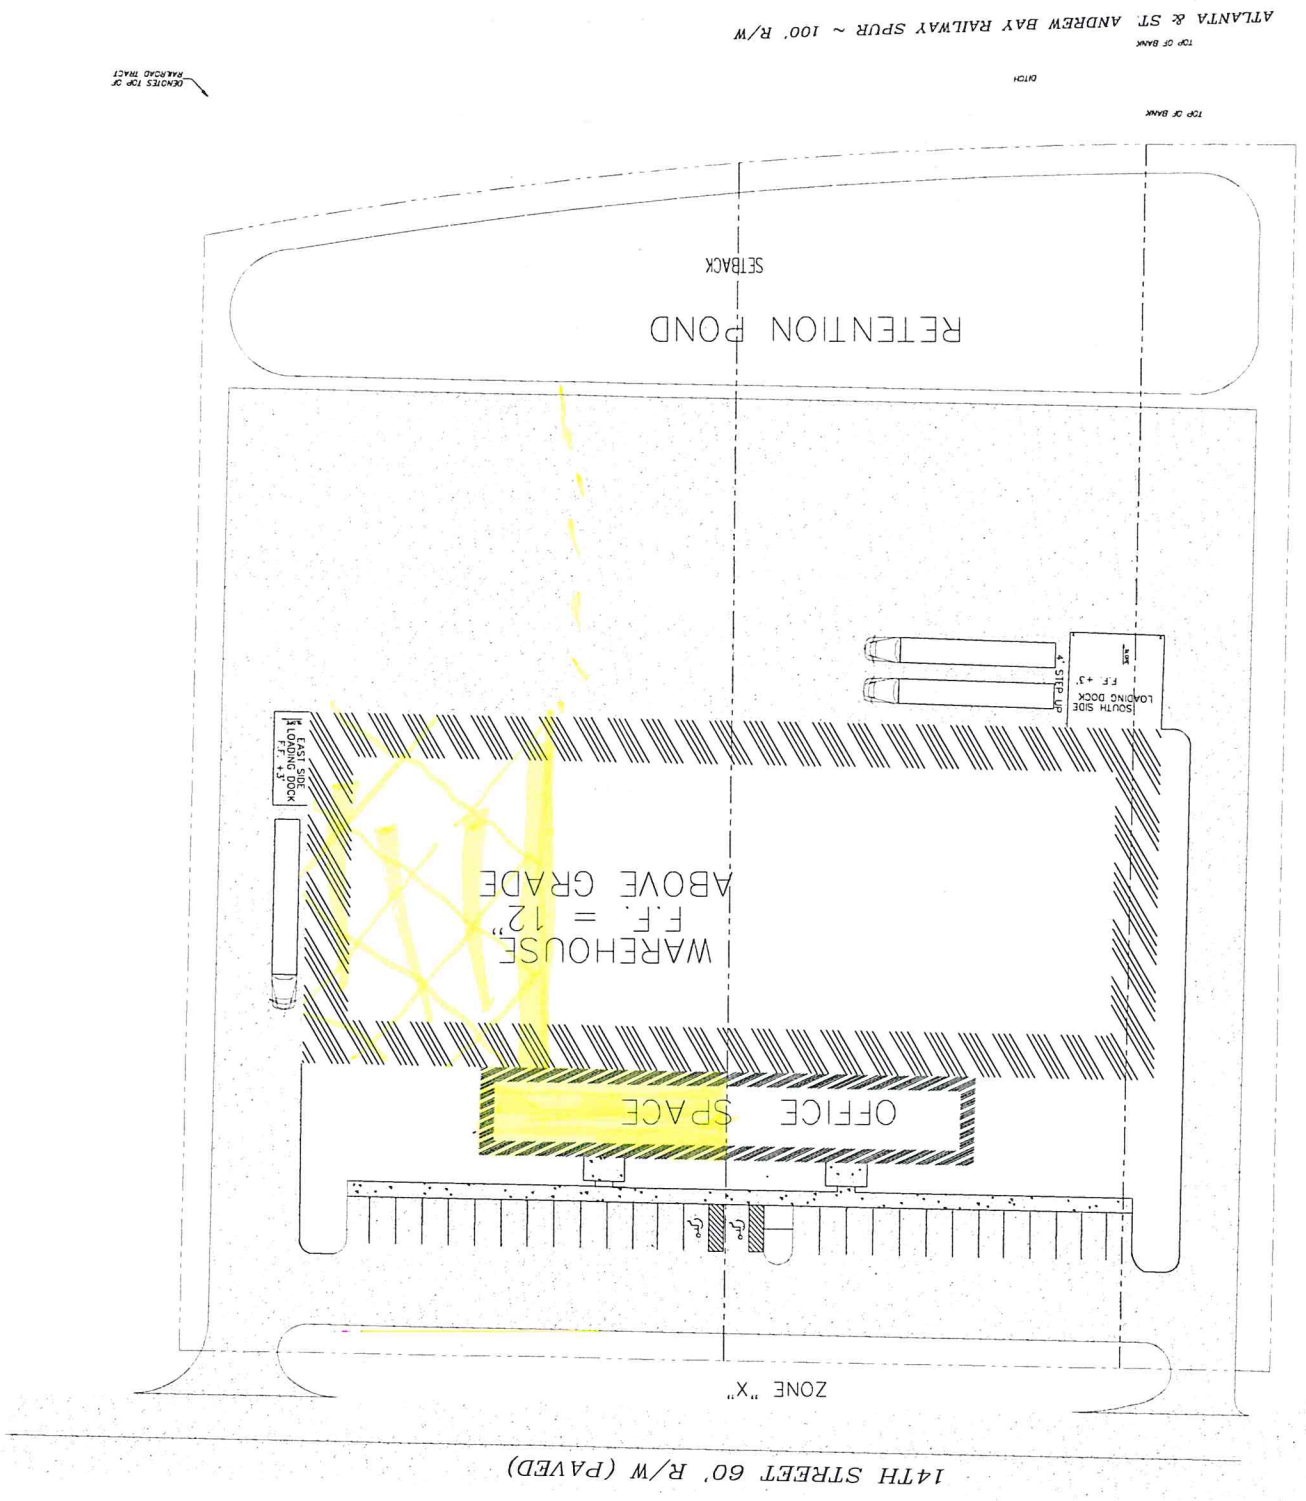 14TH STREET 60' R/W (PAVED)
ZONE "X"
OFFICE SPACE
WAREHOUSE
F.F. = 12"
ABOVE GRADE
EAST SIDE
LOADING DOCK
F.F. +3'
SOUTH SIDE
LOADING DOCK
F.F. +3'
4' STEP UP
RETENTION POND
SETBACK
TOP OF BANK
DITCH
DENOTES TOP OF
RAILROAD TRACT
TOP OF BANK
ATLANTA & ST. ANDREW BAY RAILWAY SPUR ~ 100' R/W